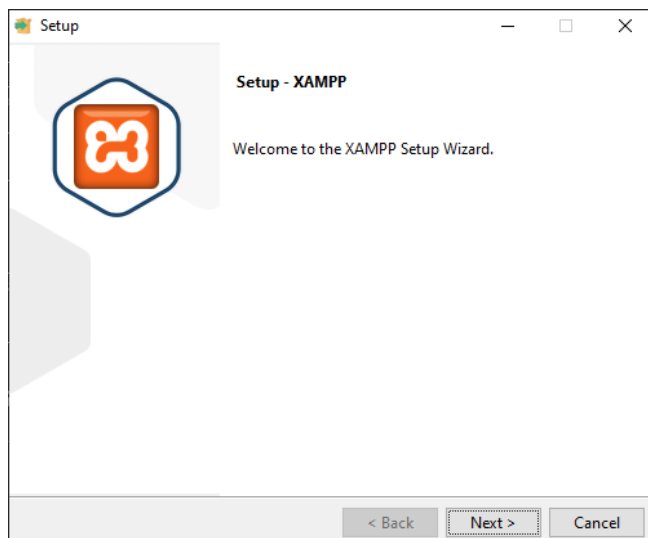 Setup
Setup - XAMPP
Welcome to the XAMPP Setup Wizard.
< Back
Next >
Cancel